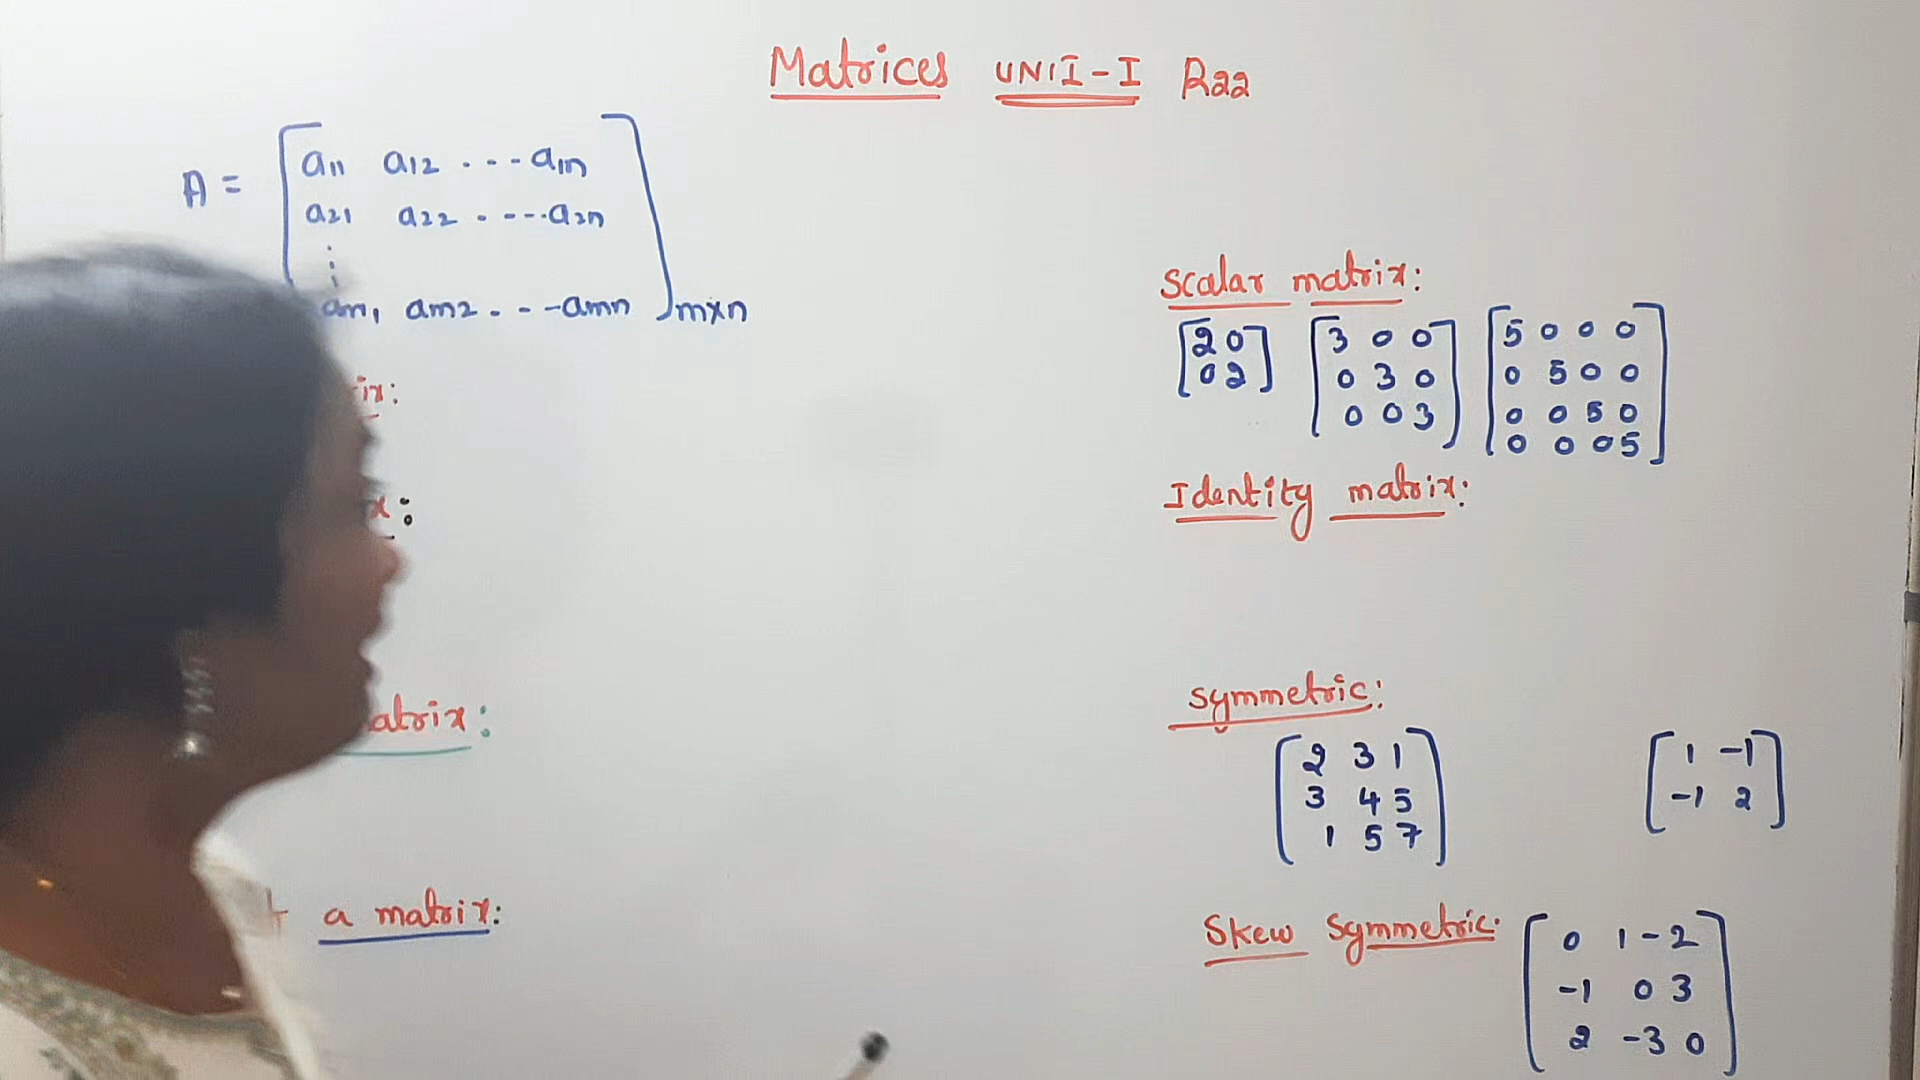 Matrices UNIT-I R22
A = [ a11 a12 . - - - a1n
a21 a22 . - - - - a2n
⋮
am1 am2 . - - - amn ] m×n
Scalar matrix:
[ 2 0
0 2 ]
[ 3 0 0
0 3 0
0 0 3 ]
[ 5 0 0 0
0 5 0 0
0 0 5 0
0 0 0 5 ]
Identity matrix:
a matrix:
Symmetric:
[ 2 3 1
3 4 5
1 5 7 ]
[ 1 -1
-1 2 ]
Skew Symmetric:
[ 0 1 -2
-1 0 3
2 -3 0 ]